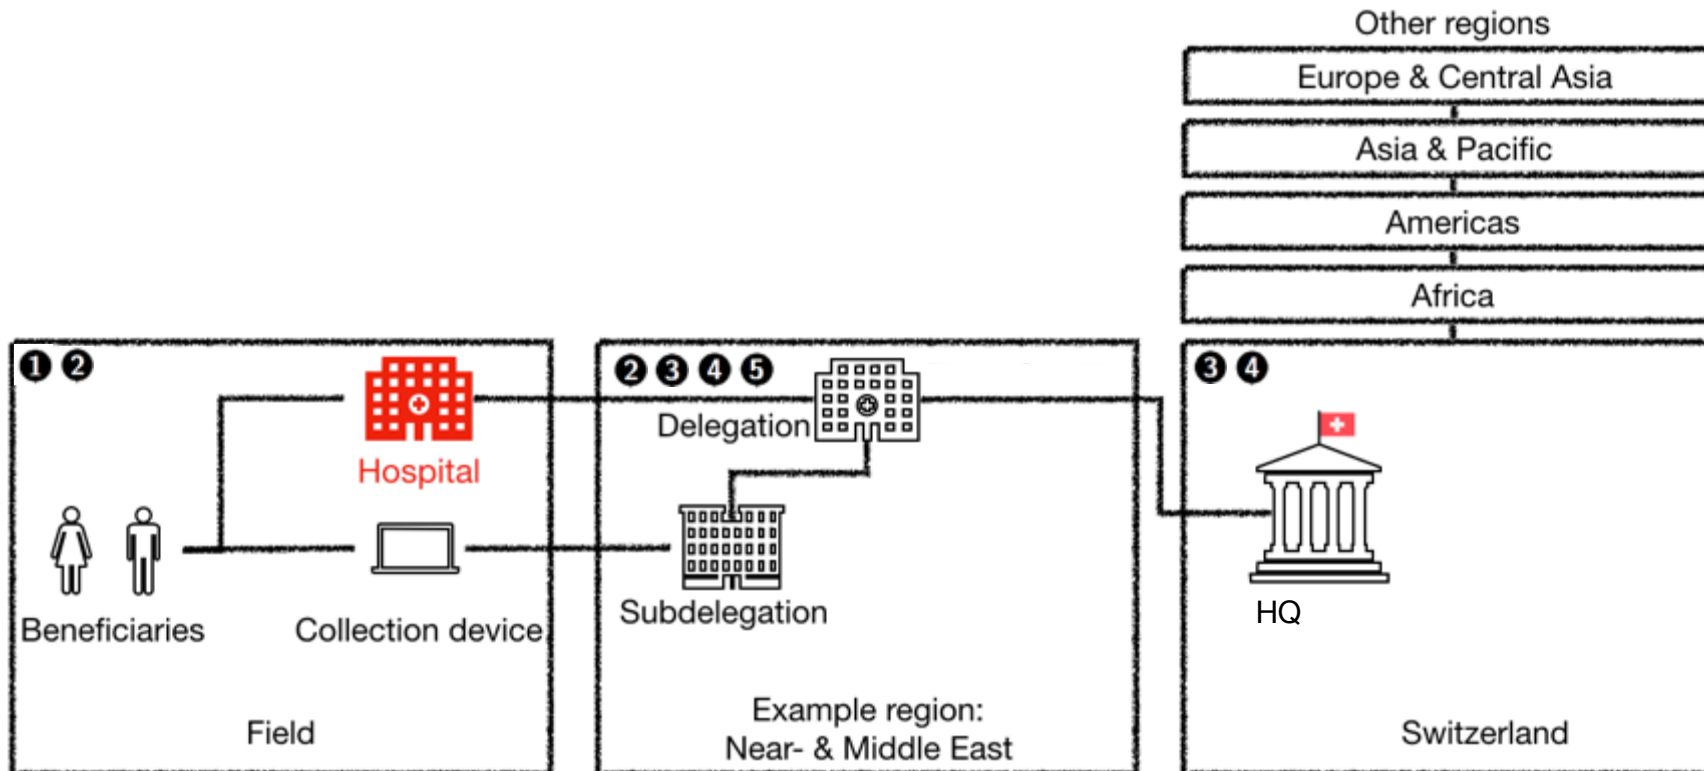 Other regions
Europe & Central Asia
Asia & Pacific
Americas
Africa
❶ ❷
Hospital
Beneficiaries
Collection device
Field
❷ ❸ ❹ ❺
Delegation
Subdelegation
Example region:
Near- & Middle East
❸ ❹
HQ
Switzerland